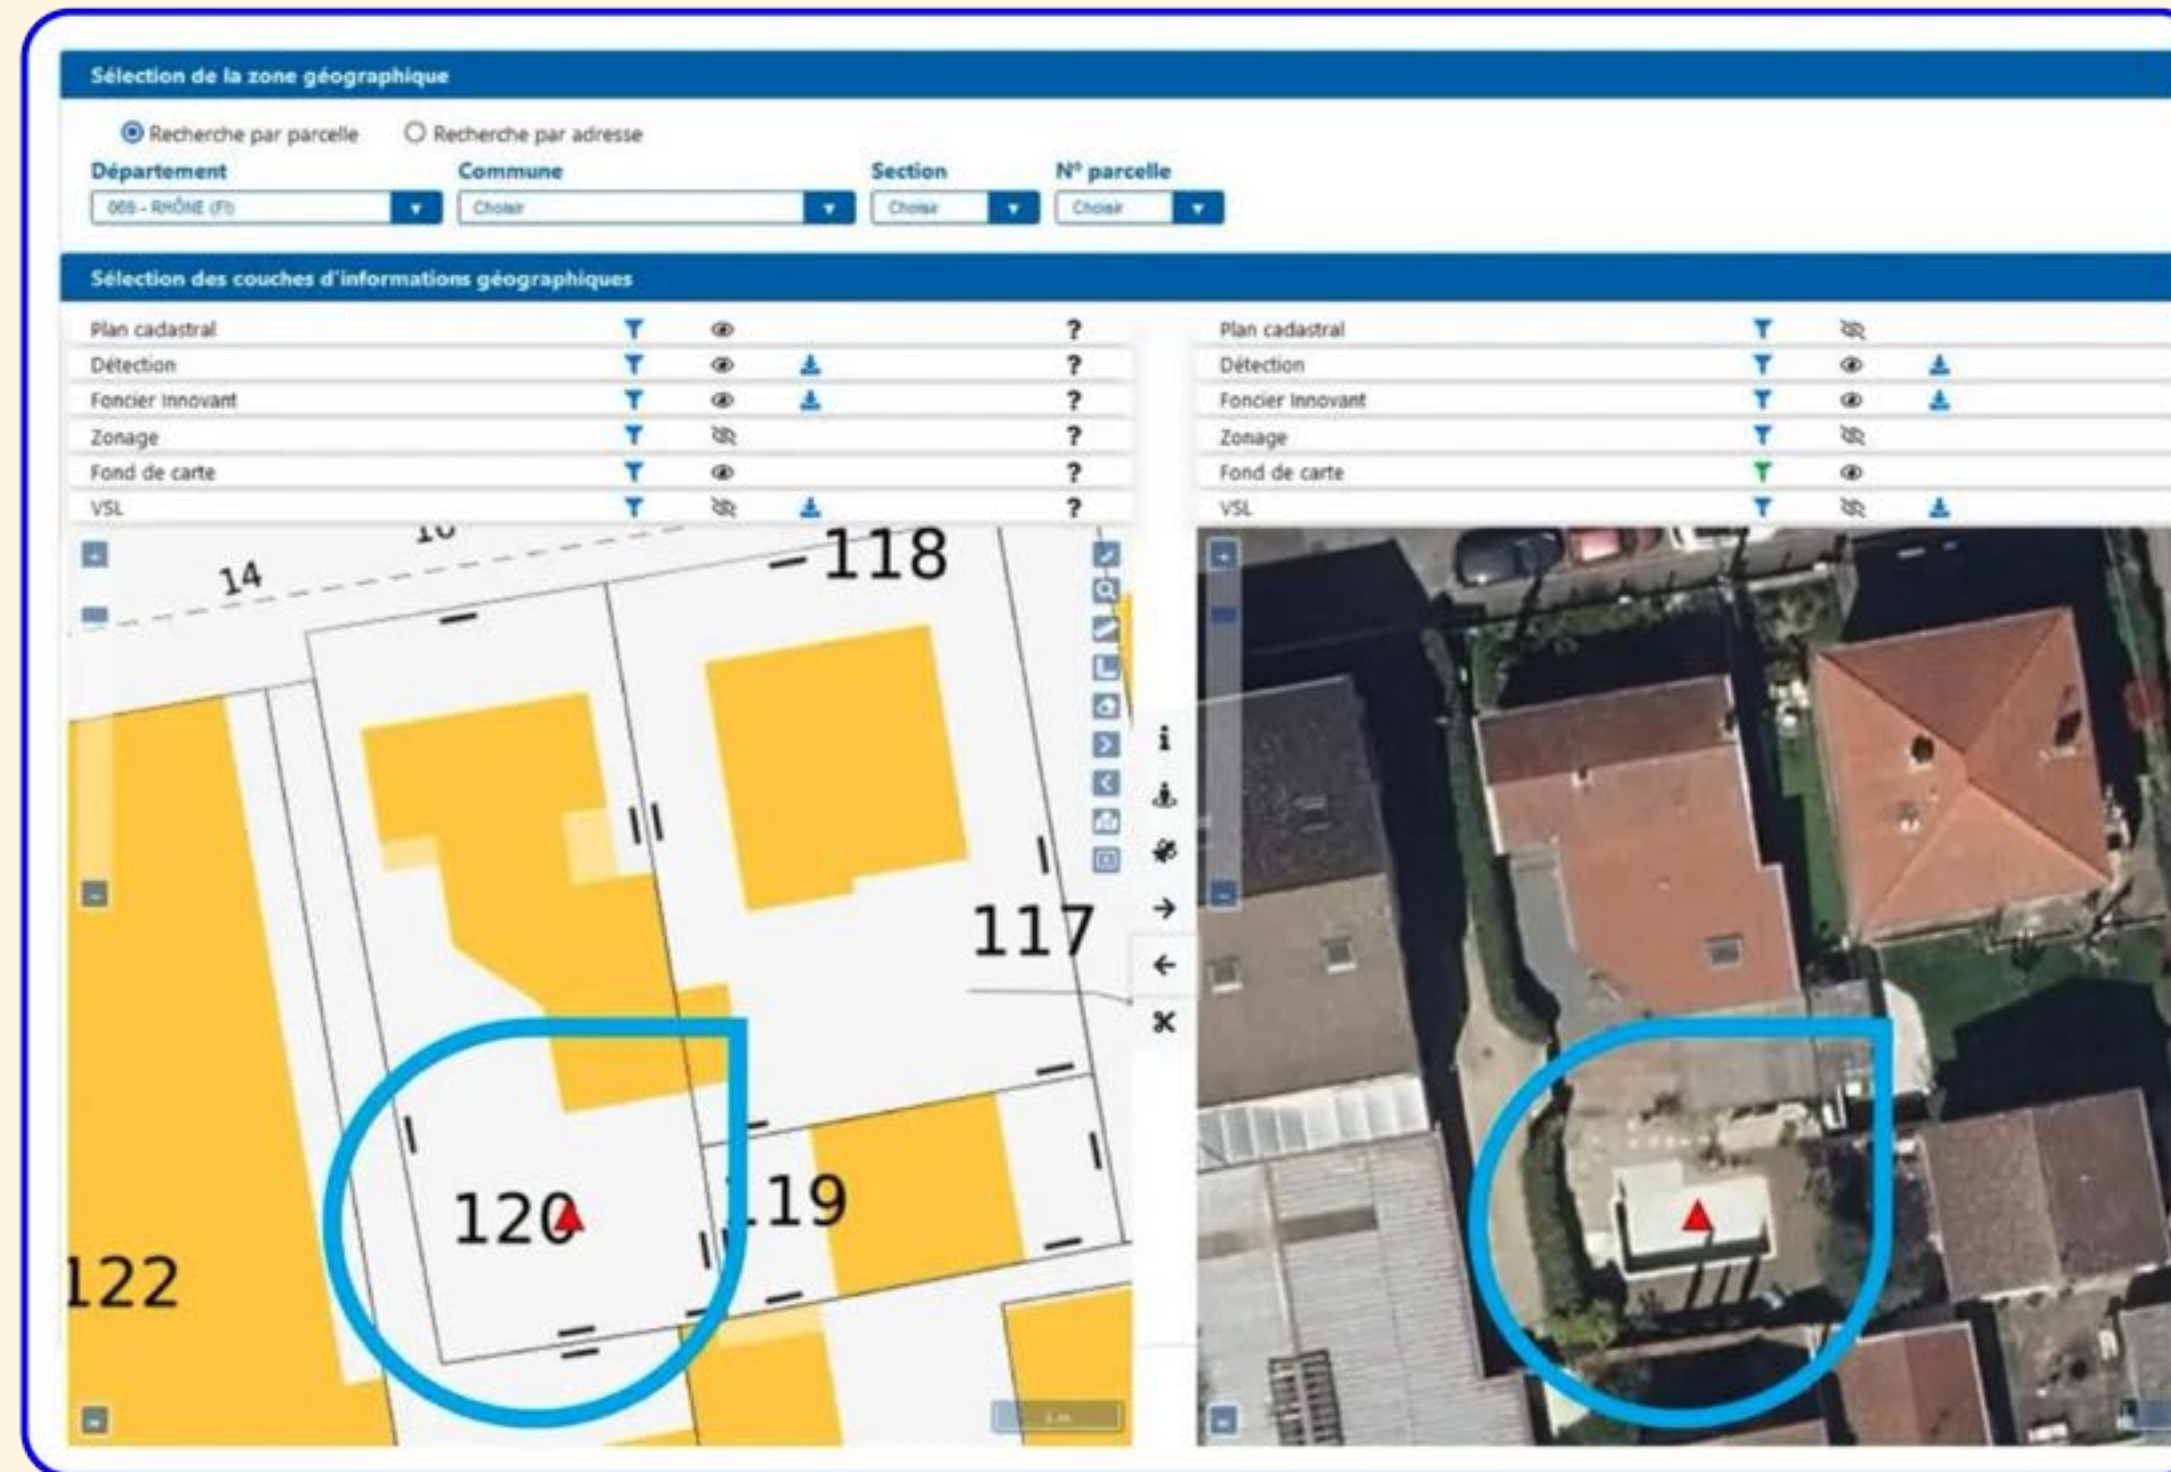 Sélection de la zone géographique
Recherche par parcelle Recherche par adresse
Département Commune Section N° parcelle
069 - RHÔNE (FI) Choisir Choisir Choisir
Sélection des couches d'informations géographiques
Plan cadastral ? Plan cadastral
Détection ? Détection
Foncier Innovant ? Foncier Innovant
Zonage ? Zonage
Fond de carte ? Fond de carte
VSL ? VSL
14
118
117
120
119
122